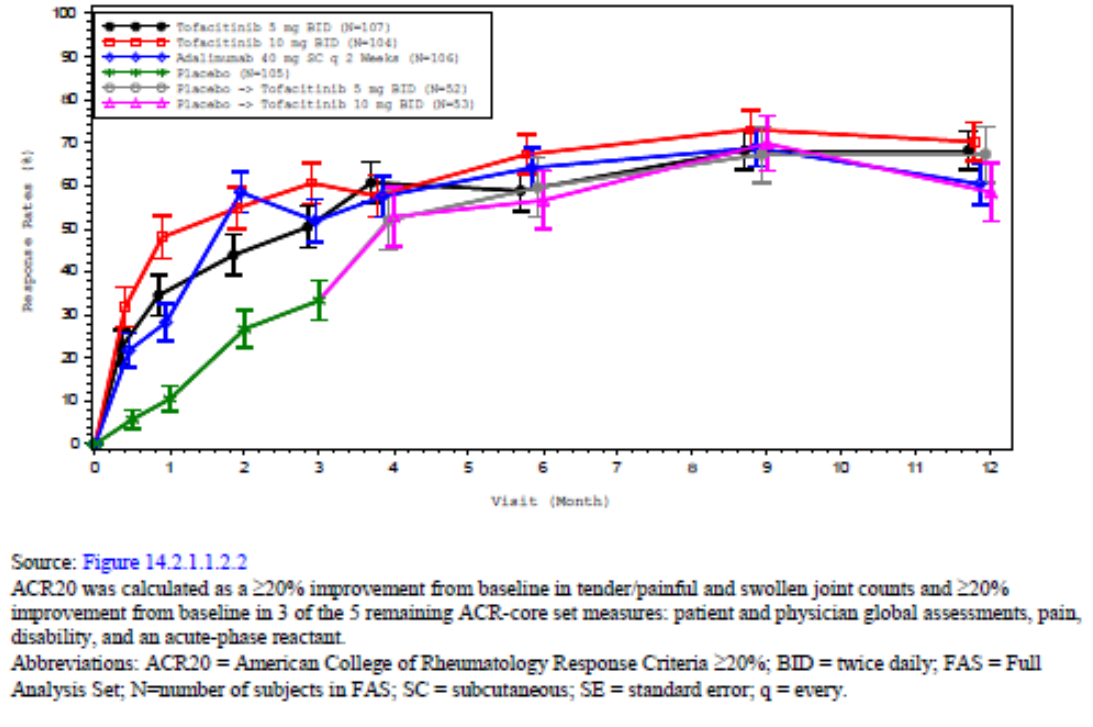 100
90
80
70
60
50
40
30
20
10
0
Response Rates (%)
Tofacitinib 5 mg BID (N=107)
Tofacitinib 10 mg BID (N=104)
Adalimumab 40 mg SC q 2 Weeks (N=106)
Placebo (N=105)
Placebo -> Tofacitinib 5 mg BID (N=52)
Placebo -> Tofacitinib 10 mg BID (N=53)
0 1 2 3 4 5 6 7 8 9 10 11 12
Visit (Month)
Source: Figure 14.2.1.1.2.2
ACR20 was calculated as a ≥20% improvement from baseline in tender/painful and swollen joint counts and ≥20%
improvement from baseline in 3 of the 5 remaining ACR-core set measures: patient and physician global assessments, pain,
disability, and an acute-phase reactant.
Abbreviations: ACR20 = American College of Rheumatology Response Criteria ≥20%; BID = twice daily; FAS = Full
Analysis Set; N=number of subjects in FAS; SC = subcutaneous; SE = standard error; q = every.